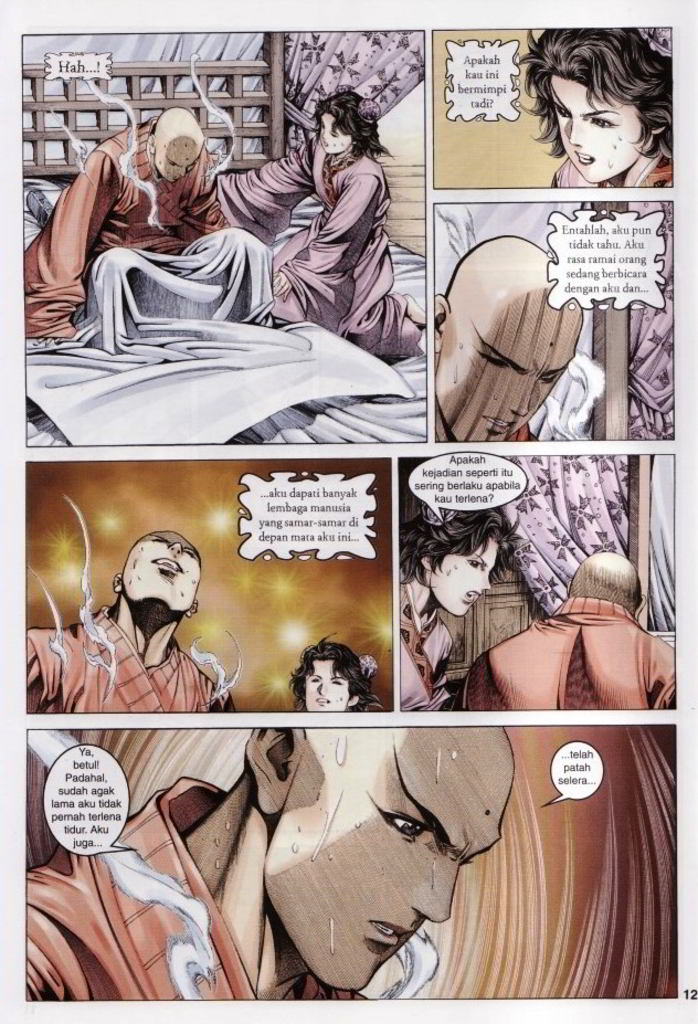 Hah...!
Apakah
kau ini
bermimpi
tadi?
Entahlah, aku pun
tidak tahu. Aku
rasa ramai orang
sedang berbicara
dengan aku dan...
...aku dapati banyak
lembaga manusia
yang samar-samar di
depan mata aku ini...
Apakah
kejadian seperti itu
sering berlaku apabila
kau terlena?
Ya,
betul!
Padahal,
sudah agak
lama aku tidak
pernah terlena
tidur. Aku
juga...
...telah
patah
selera...
12